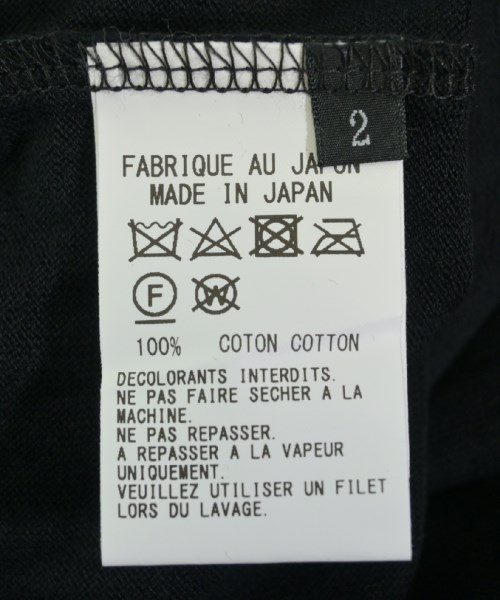 2
FABRIQUE AU JAPON
MADE IN JAPAN
F
W
100% COTON COTTON
DECOLORANTS INTERDITS.
NE PAS FAIRE SECHER A LA
MACHINE.
NE PAS REPASSER.
A REPASSER A LA VAPEUR
UNIQUEMENT.
VEUILLEZ UTILISER UN FILET
LORS DU LAVAGE.